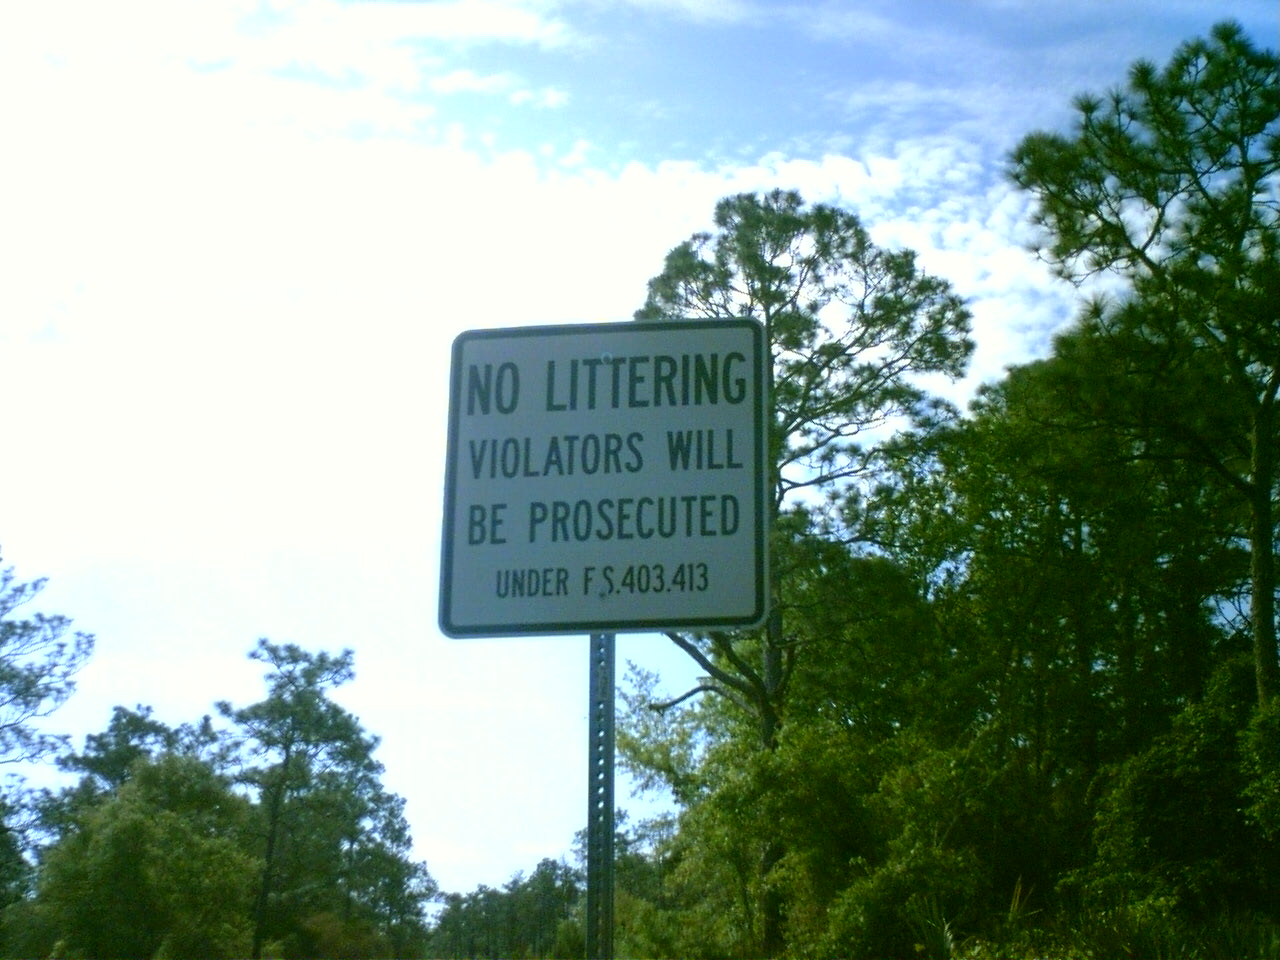 NO LITTERING
VIOLATORS WILL
BE PROSECUTED
UNDER F.S.403.413